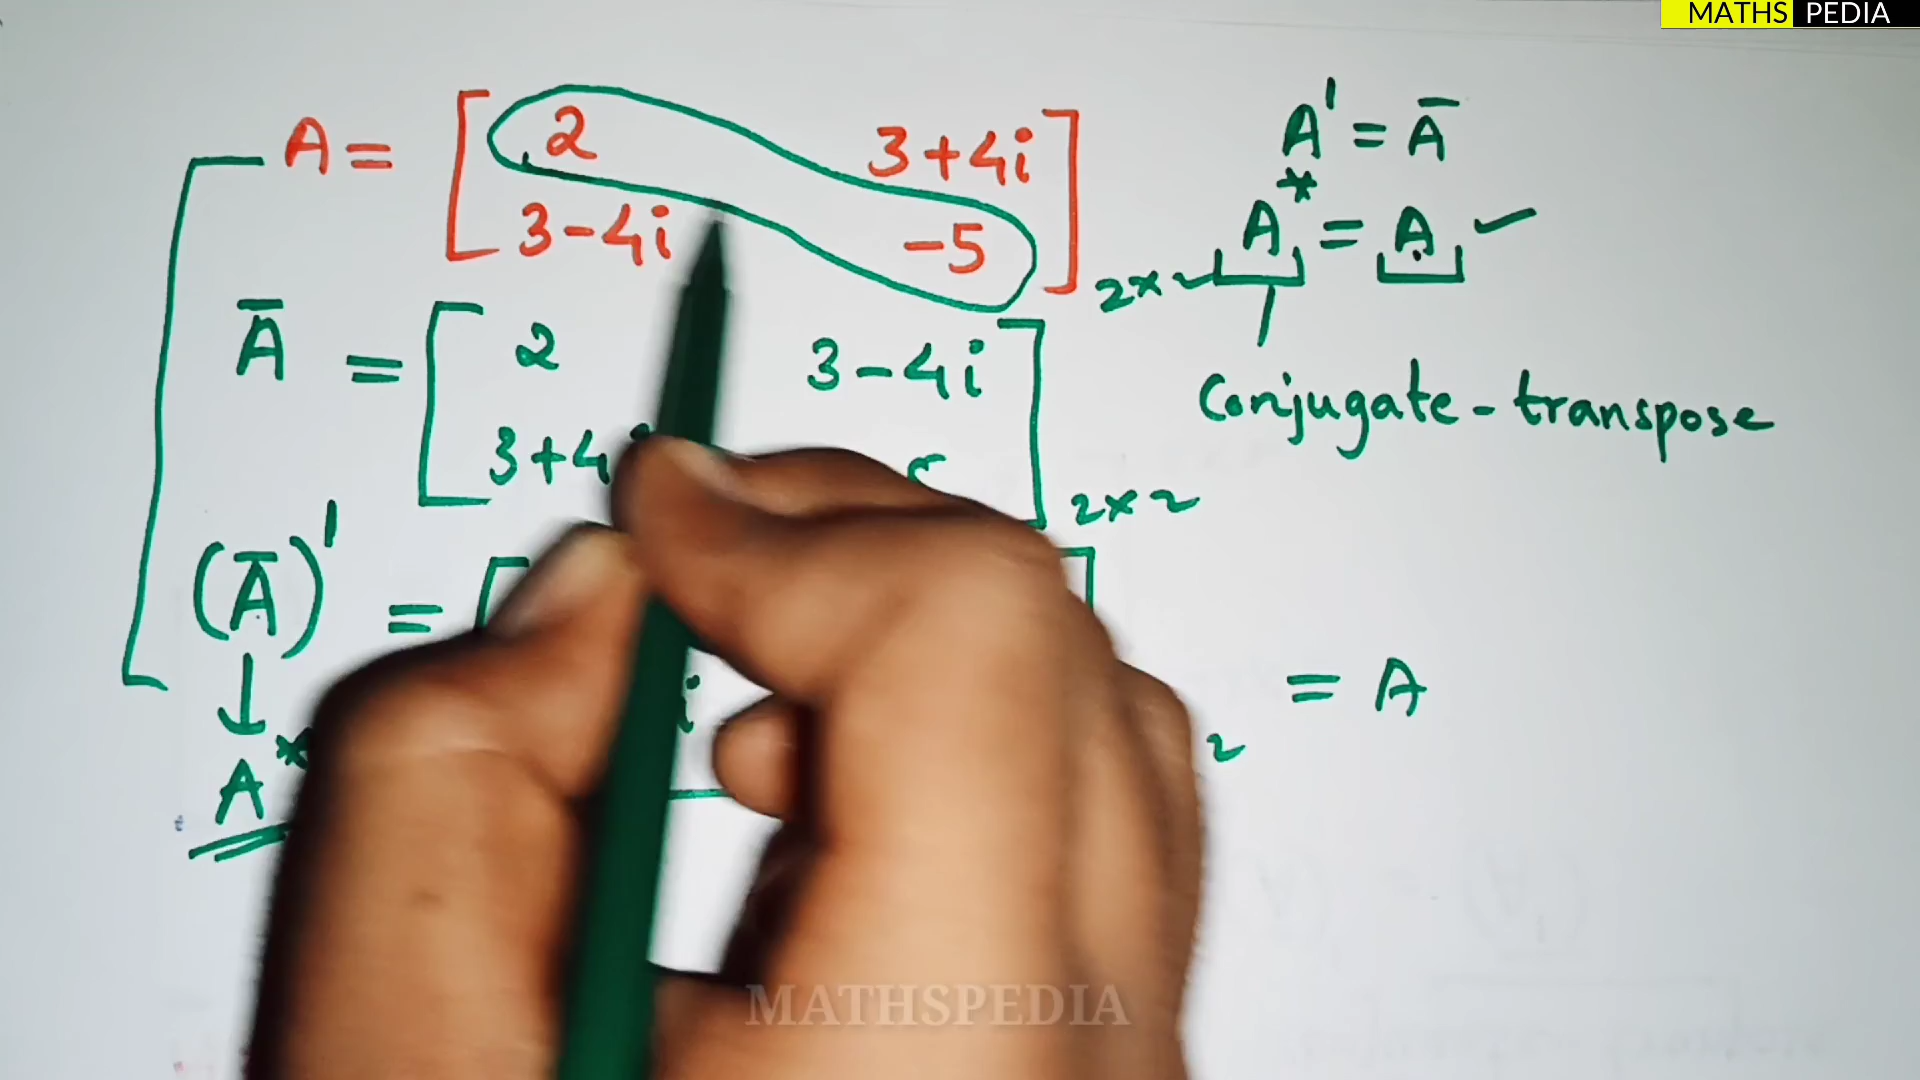 MATHS PEDIA
A = [ 2 3+4i
3-4i -5 ] 2×2
A' = Ā
A* = A ✓
Conjugate-transpose
Ā = [ 2 3-4i
3+4 ] 2×2
(Ā)' = [ ] = A
i 2
↓
A*
MATHSPEDIA